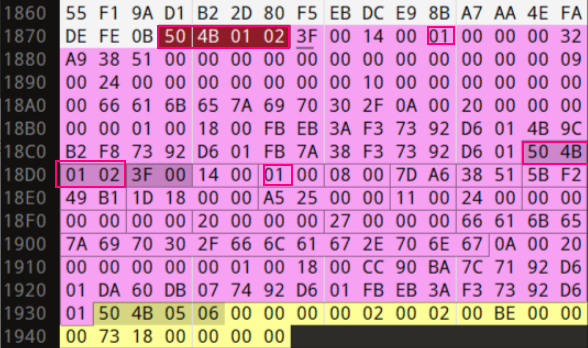 1860 55 F1 9A D1 B2 2D 80 F5 EB DC E9 8B A7 AA 4E FA
1870 DE FE 0B 50 4B 01 02 3F 00 14 00 01 00 00 00 32
1880 A9 38 51 00 00 00 00 00 00 00 00 00 00 00 00 09
1890 00 24 00 00 00 00 00 00 00 10 00 00 00 00 00 00
18A0 00 66 61 6B 65 7A 69 70 30 2F 0A 00 20 00 00 00
18B0 00 00 01 00 18 00 FB EB 3A F3 73 92 D6 01 4B 9C
18C0 B2 F8 73 92 D6 01 FB 7A 38 F3 73 92 D6 01 50 4B
18D0 01 02 3F 00 14 00 01 00 08 00 7D A6 38 51 5B F2
18E0 49 B1 1D 18 00 00 A5 25 00 00 11 00 24 00 00 00
18F0 00 00 00 00 20 00 00 00 27 00 00 00 66 61 6B 65
1900 7A 69 70 30 2F 66 6C 61 67 2E 70 6E 67 0A 00 20
1910 00 00 00 00 00 01 00 18 00 CC 90 BA 7C 71 92 D6
1920 01 DA 60 DB 07 74 92 D6 01 FB EB 3A F3 73 92 D6
1930 01 50 4B 05 06 00 00 00 00 02 00 02 00 BE 00 00
1940 00 73 18 00 00 00 00